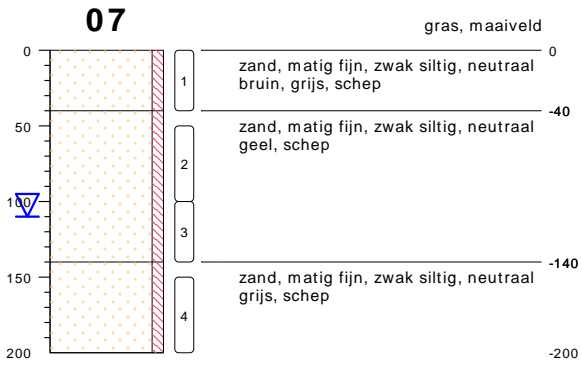 07
gras, maaiveld
0
0
zand, matig fijn, zwak siltig, neutraal
bruin, grijs, schep
1
-40
zand, matig fijn, zwak siltig, neutraal
geel, schep
50
2
100
3
-140
150
zand, matig fijn, zwak siltig, neutraal
grijs, schep
4
200
-200